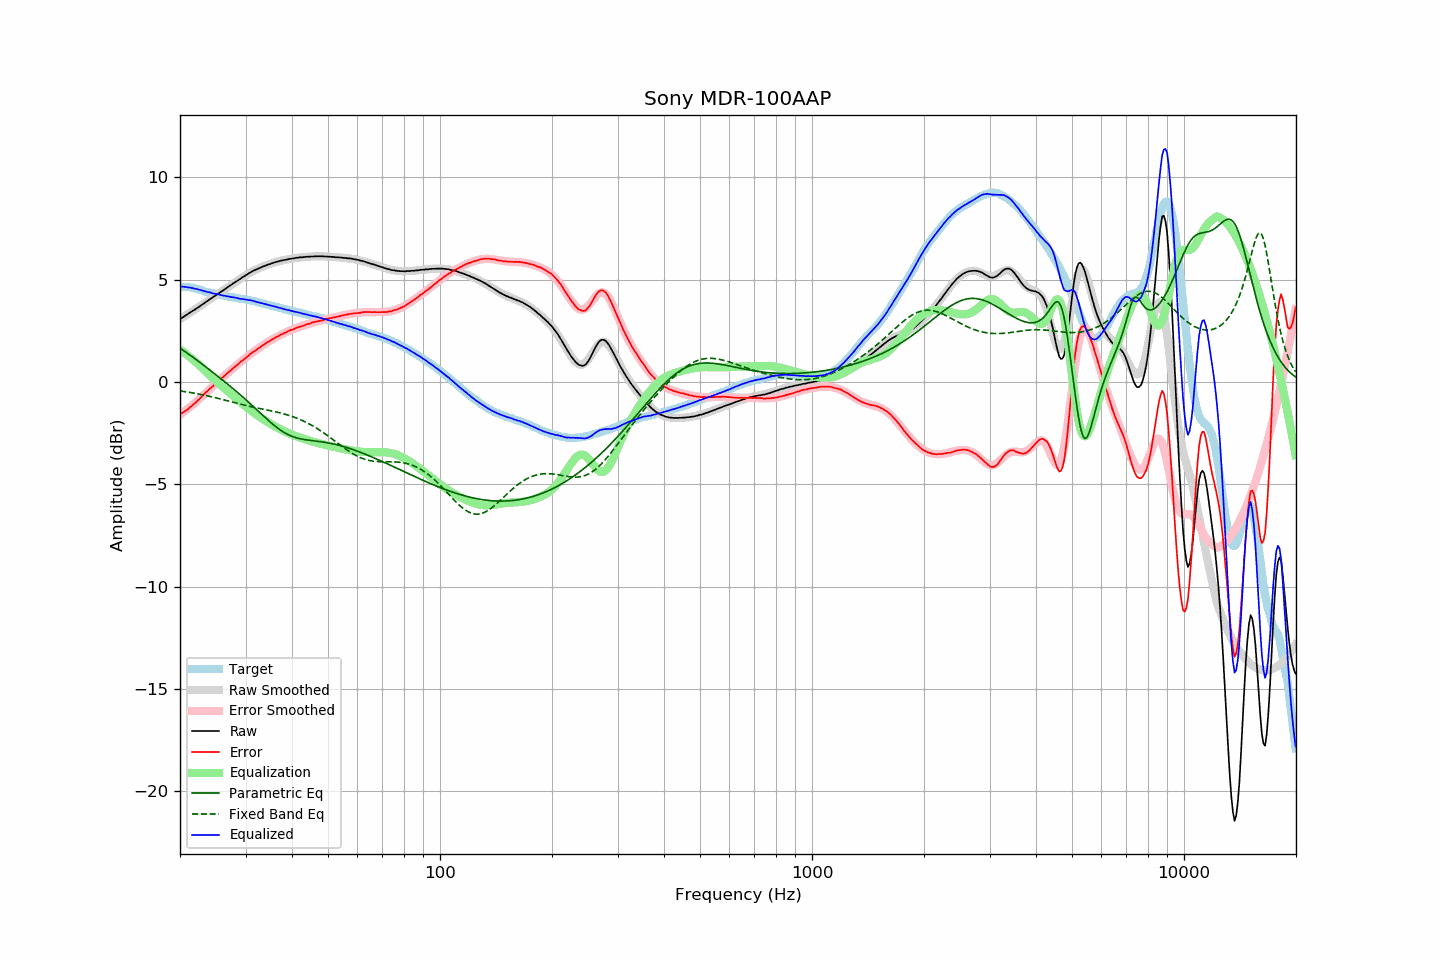 Sony MDR-100AAP
Amplitude (dBr)
10
5
0
−5
−10
−15
−20
Target
Raw Smoothed
Error Smoothed
Raw
Error
Equalization
Parametric Eq
Fixed Band Eq
Equalized
100 1000 10000
Frequency (Hz)